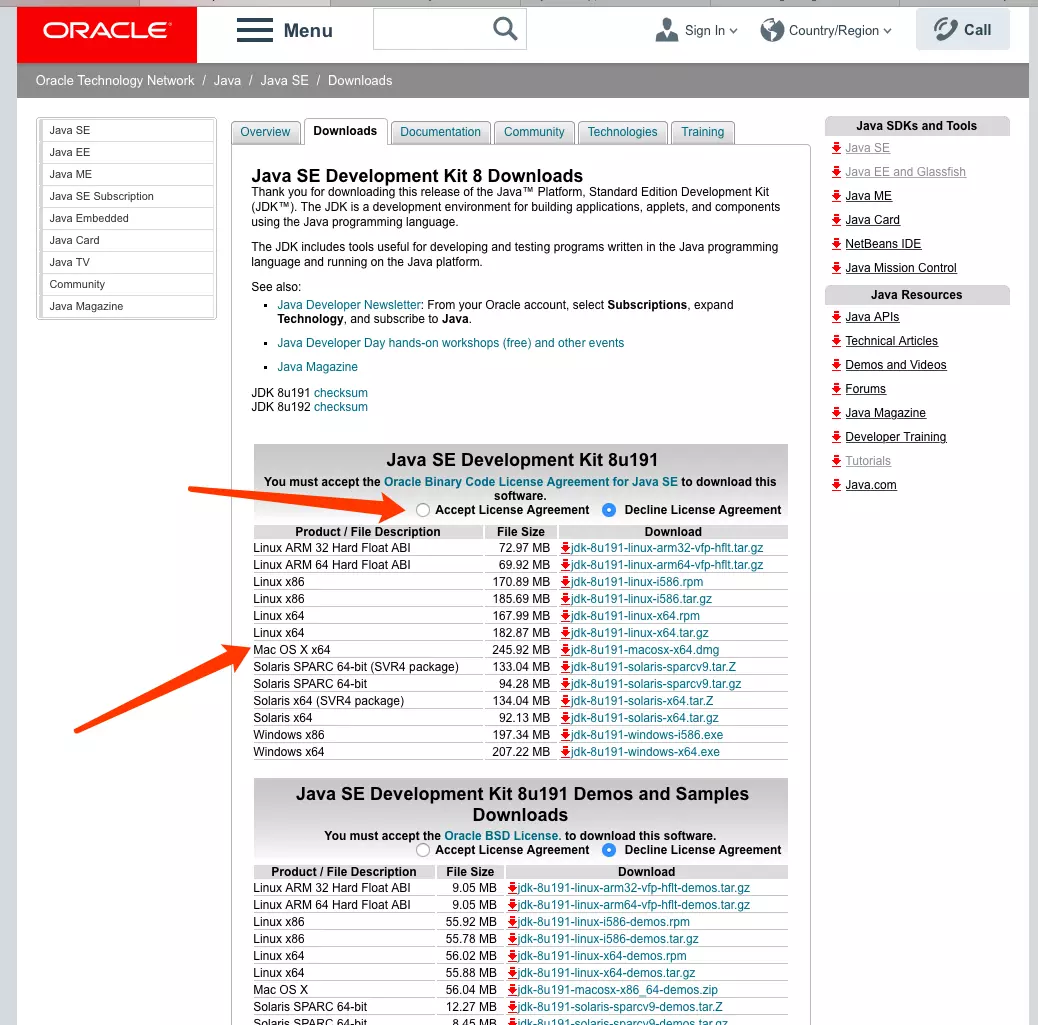 ORACLE
Menu
Sign In
Country/Region
Call
Oracle Technology Network / Java / Java SE / Downloads
Java SE
Java EE
Java ME
Java SE Subscription
Java Embedded
Java Card
Java TV
Community
Java Magazine
Overview
Downloads
Documentation
Community
Technologies
Training
Java SE Development Kit 8 Downloads
Thank you for downloading this release of the Java™ Platform, Standard Edition Development Kit
(JDK™). The JDK is a development environment for building applications, applets, and components
using the Java programming language.
The JDK includes tools useful for developing and testing programs written in the Java programming
language and running on the Java platform.
See also:
Java Developer Newsletter: From your Oracle account, select Subscriptions, expand
Technology, and subscribe to Java.
Java Developer Day hands-on workshops (free) and other events
Java Magazine
JDK 8u191 checksum
JDK 8u192 checksum
Java SE Development Kit 8u191
You must accept the Oracle Binary Code License Agreement for Java SE to download this
software.
Accept License Agreement Decline License Agreement
Product / File Description File Size Download
Linux ARM 32 Hard Float ABI 72.97 MB jdk-8u191-linux-arm32-vfp-hflt.tar.gz
Linux ARM 64 Hard Float ABI 69.92 MB jdk-8u191-linux-arm64-vfp-hflt.tar.gz
Linux x86 170.89 MB jdk-8u191-linux-i586.rpm
Linux x86 185.69 MB jdk-8u191-linux-i586.tar.gz
Linux x64 167.99 MB jdk-8u191-linux-x64.rpm
Linux x64 182.87 MB jdk-8u191-linux-x64.tar.gz
Mac OS X x64 245.92 MB jdk-8u191-macosx-x64.dmg
Solaris SPARC 64-bit (SVR4 package) 133.04 MB jdk-8u191-solaris-sparcv9.tar.Z
Solaris SPARC 64-bit 94.28 MB jdk-8u191-solaris-sparcv9.tar.gz
Solaris x64 (SVR4 package) 134.04 MB jdk-8u191-solaris-x64.tar.Z
Solaris x64 92.13 MB jdk-8u191-solaris-x64.tar.gz
Windows x86 197.34 MB jdk-8u191-windows-i586.exe
Windows x64 207.22 MB jdk-8u191-windows-x64.exe
Java SE Development Kit 8u191 Demos and Samples
Downloads
You must accept the Oracle BSD License. to download this software.
Accept License Agreement Decline License Agreement
Product / File Description File Size Download
Linux ARM 32 Hard Float ABI 9.05 MB jdk-8u191-linux-arm32-vfp-hflt-demos.tar.gz
Linux ARM 64 Hard Float ABI 9.05 MB jdk-8u191-linux-arm64-vfp-hflt-demos.tar.gz
Linux x86 55.92 MB jdk-8u191-linux-i586-demos.rpm
Linux x86 55.78 MB jdk-8u191-linux-i586-demos.tar.gz
Linux x64 56.02 MB jdk-8u191-linux-x64-demos.rpm
Linux x64 55.88 MB jdk-8u191-linux-x64-demos.tar.gz
Mac OS X 56.04 MB jdk-8u191-macosx-x86_64-demos.zip
Solaris SPARC 64-bit 12.27 MB jdk-8u191-solaris-sparcv9-demos.tar.Z
Solaris SPARC 64-bit 8.45 MB jdk-8u191-solaris-sparcv9-demos.tar.gz
Java SDKs and Tools
Java SE
Java EE and Glassfish
Java ME
Java Card
NetBeans IDE
Java Mission Control
Java Resources
Java APIs
Technical Articles
Demos and Videos
Forums
Java Magazine
Developer Training
Tutorials
Java.com